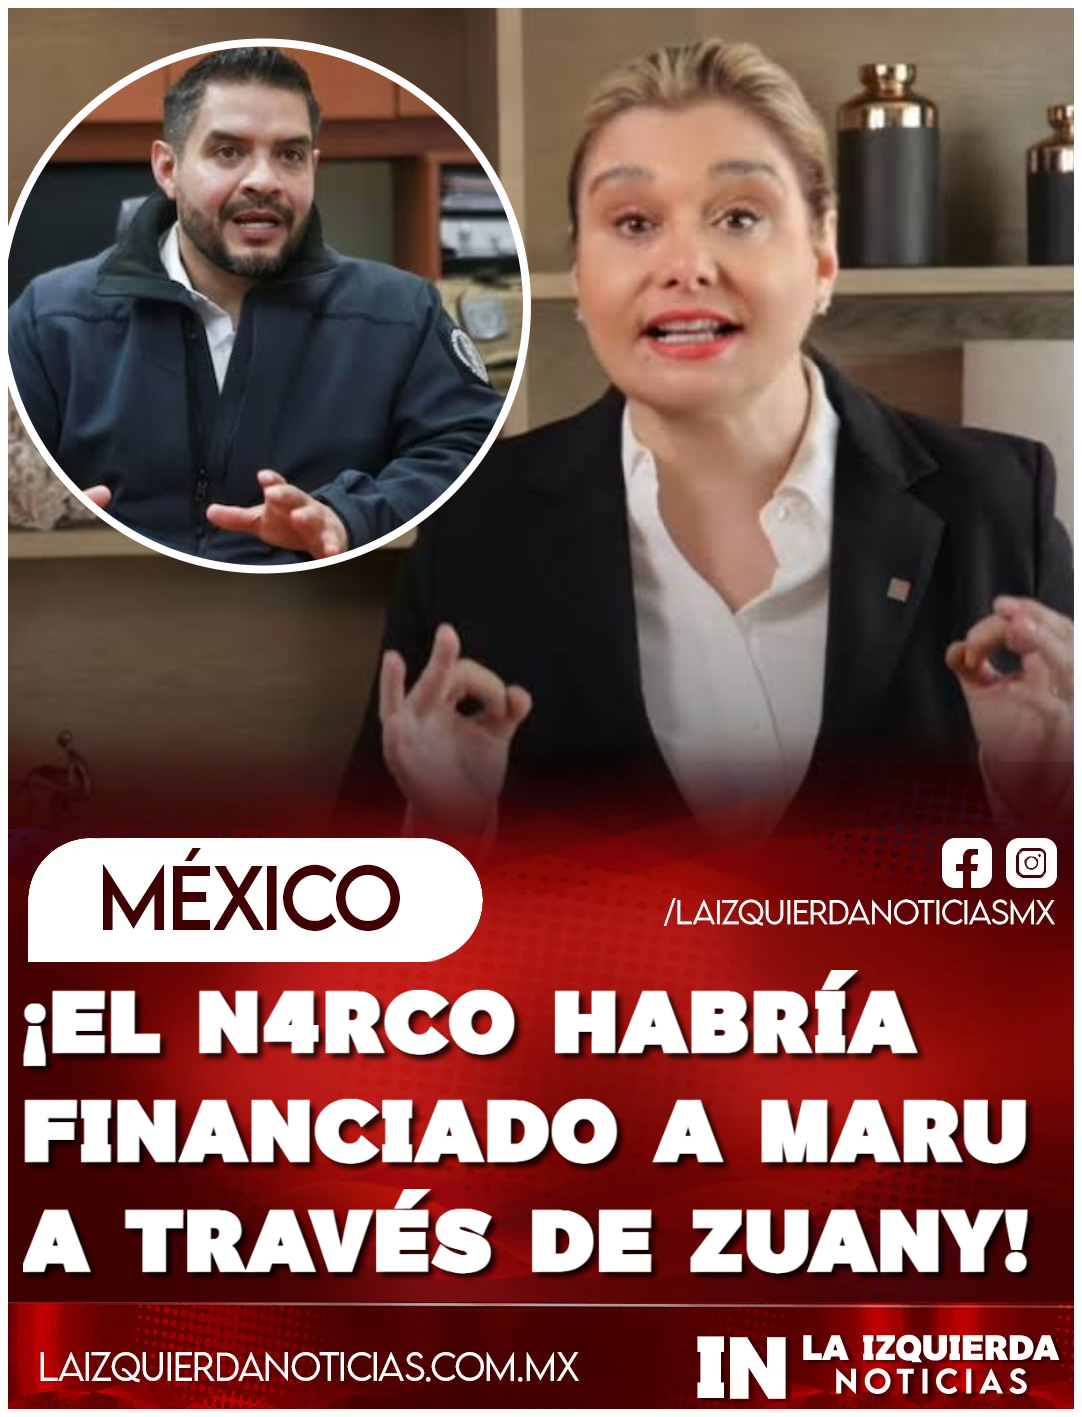 MÉXICO
/LAIZQUIERDANOTICIASMX
¡EL N4RCO HABRÍA
FINANCIADO A MARU
A TRAVÉS DE ZUANY!
LAIZQUIERDANOTICIAS.COM.MX
IN LA IZQUIERDA
NOTICIAS